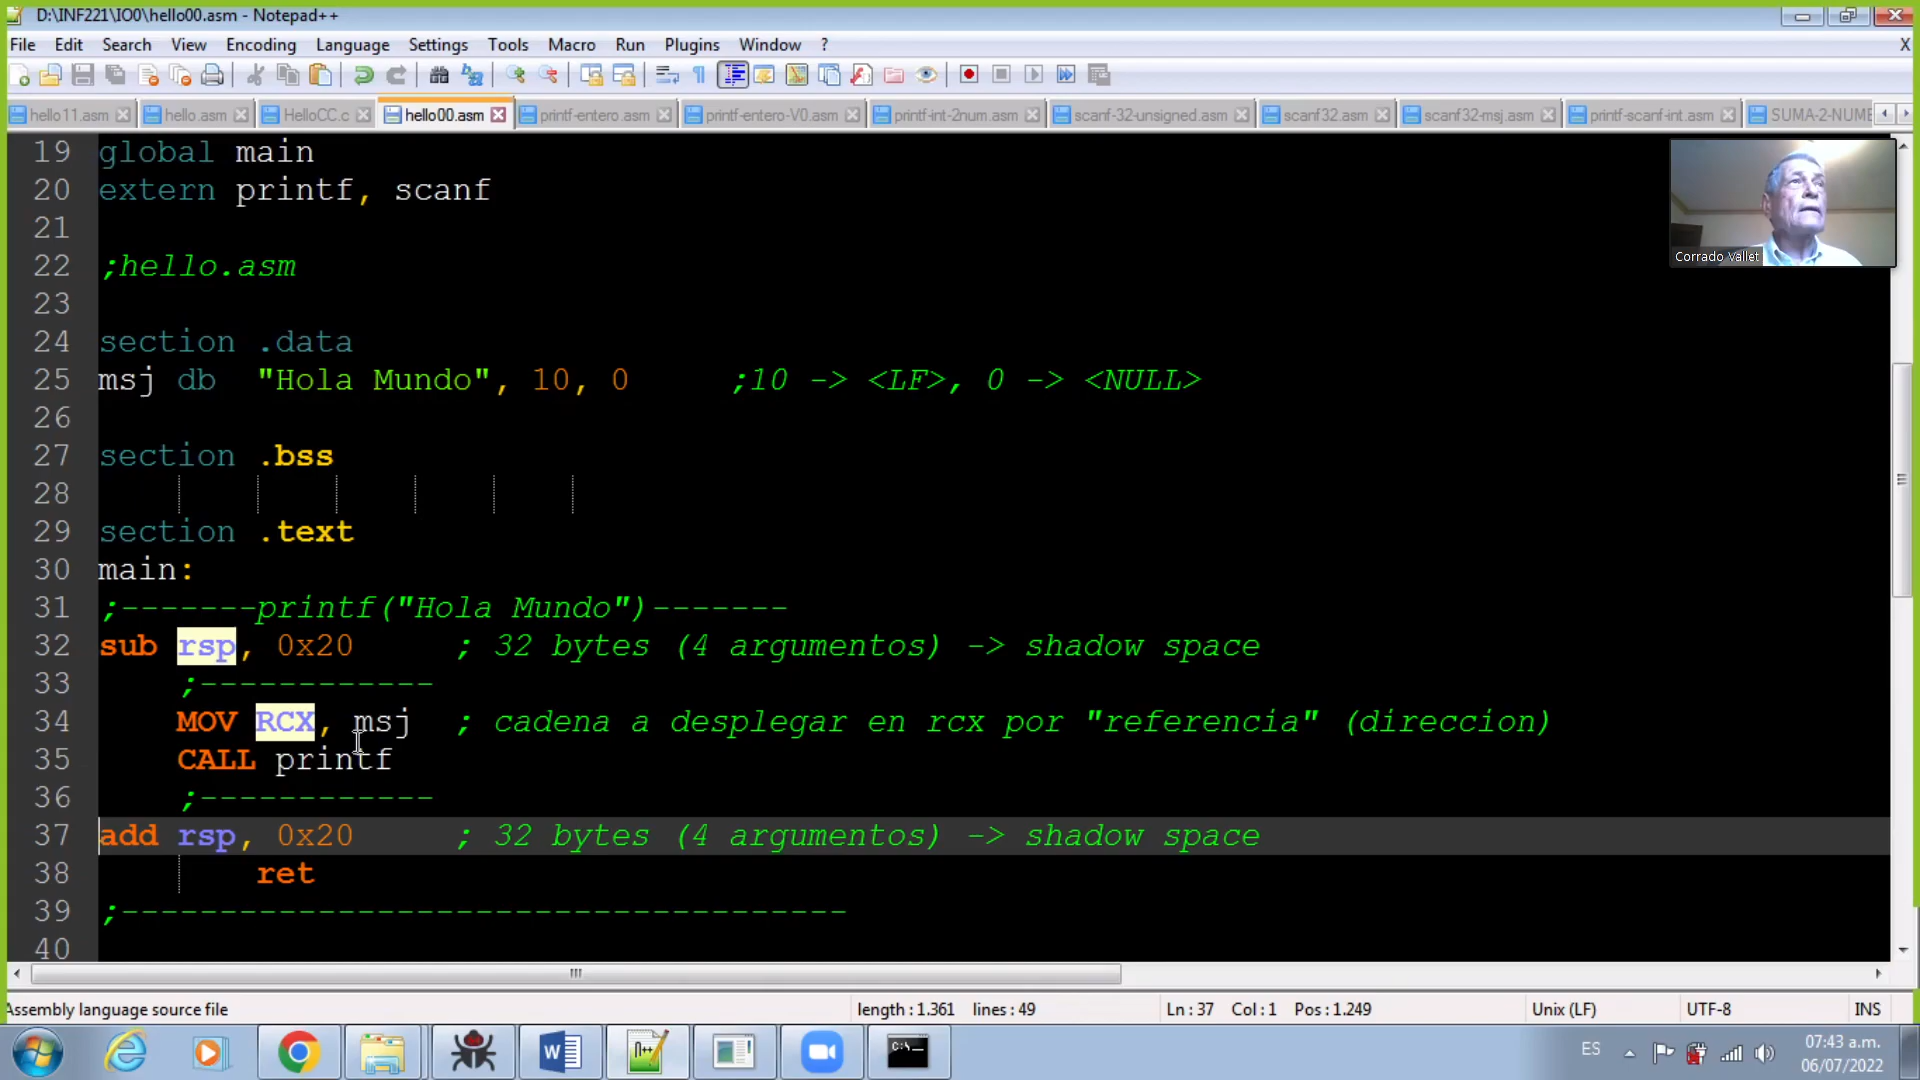 D:\INF221\IO0\hello00.asm - Notepad++
File Edit Search View Encoding Language Settings Tools Macro Run Plugins Window ? X
hello11.asm hello.asm HelloCC.c hello00.asm printf-entero.asm printf-entero-V0.asm printf-int-2num.asm scanf-32-unsigned.asm scanf32.asm scanf32-msj.asm printf-scanf-int.asm SUMA-2-NUME
19 global main
20 extern printf, scanf
21
22 ;hello.asm
23
24 section .data
25 msj db "Hola Mundo", 10, 0 ;10 -> <LF>, 0 -> <NULL>
26
27 section .bss
28
29 section .text
30 main:
31 ;-------printf("Hola Mundo")-------
32 sub rsp, 0x20 ; 32 bytes (4 argumentos) -> shadow space
33 ;------------
34 MOV RCX, msj ; cadena a desplegar en rcx por "referencia" (direccion)
35 CALL printf
36 ;------------
37 add rsp, 0x20 ; 32 bytes (4 argumentos) -> shadow space
38 ret
39 ;-------------------------------------
40
Corrado Vallet
Assembly language source file length : 1.361 lines : 49 Ln : 37 Col : 1 Pos : 1.249 Unix (LF) UTF-8 INS
ES 07:43 a.m.
06/07/2022